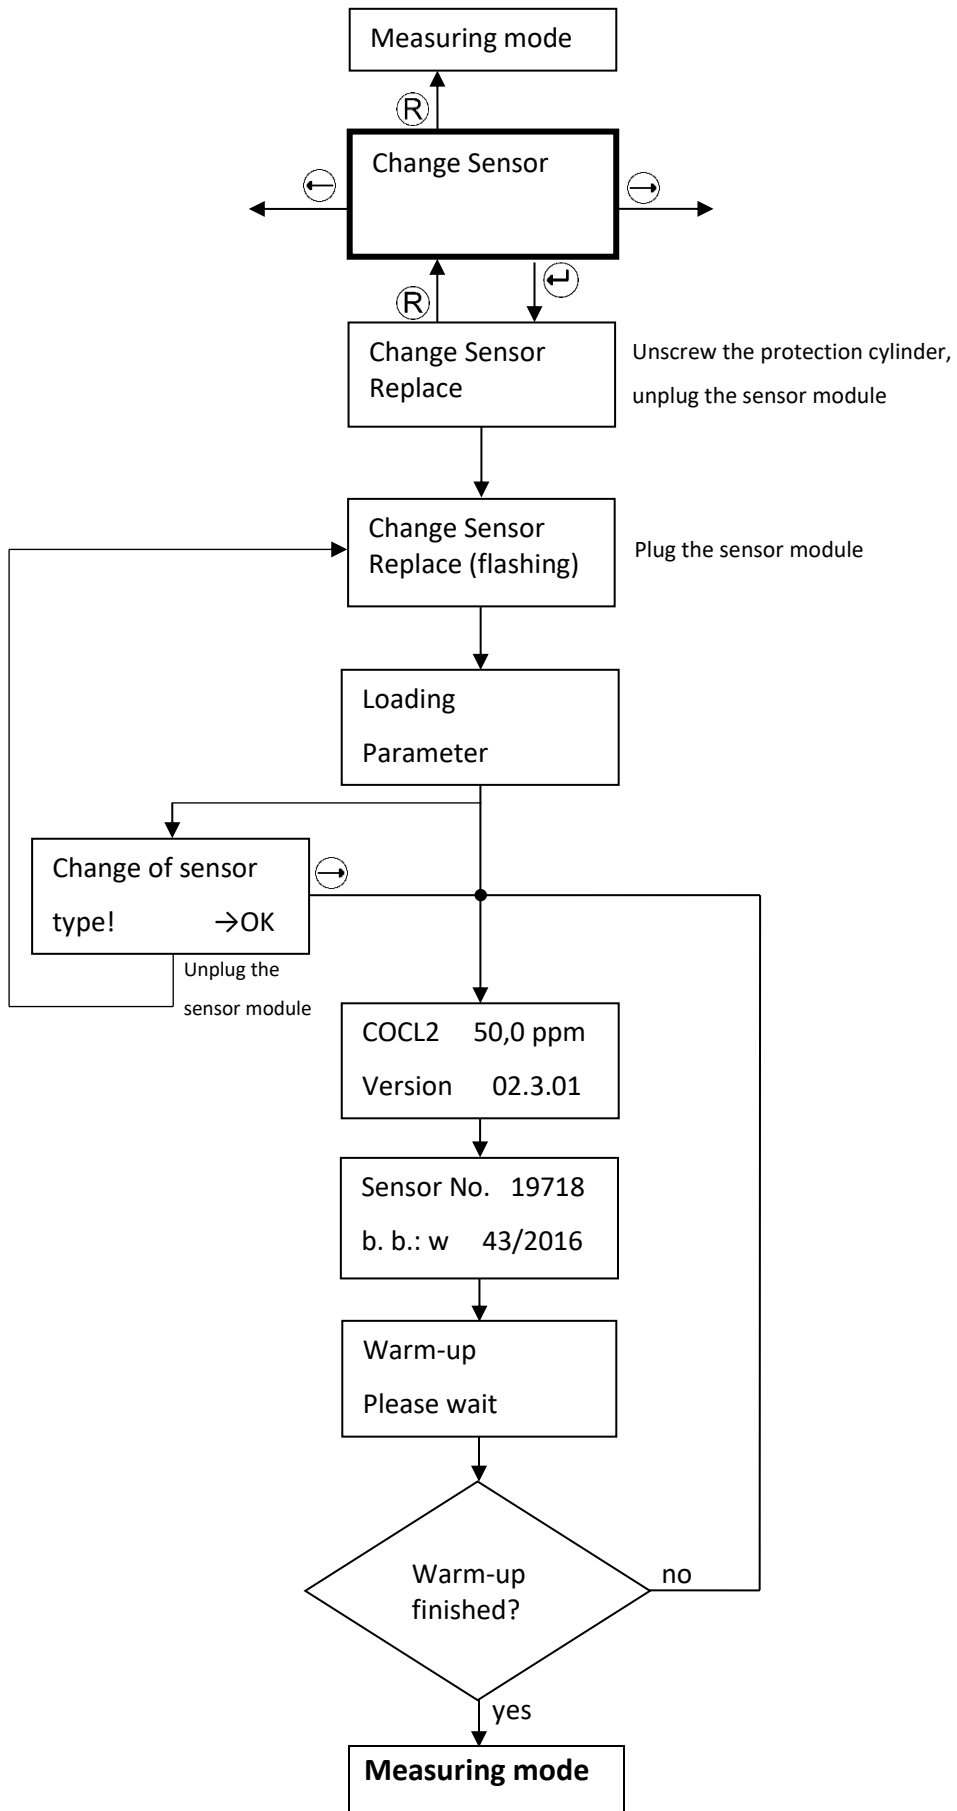 Measuring mode
R
Change Sensor
←
→
R
↵
Change Sensor
Replace
Unscrew the protection cylinder,
unplug the sensor module
Change Sensor
Replace (flashing)
Plug the sensor module
Loading
Parameter
Change of sensor
type! →OK
→
Unplug the
sensor module
COCL2 50,0 ppm
Version 02.3.01
Sensor No. 19718
b. b.: w 43/2016
Warm-up
Please wait
Warm-up
finished?
no
yes
Measuring mode